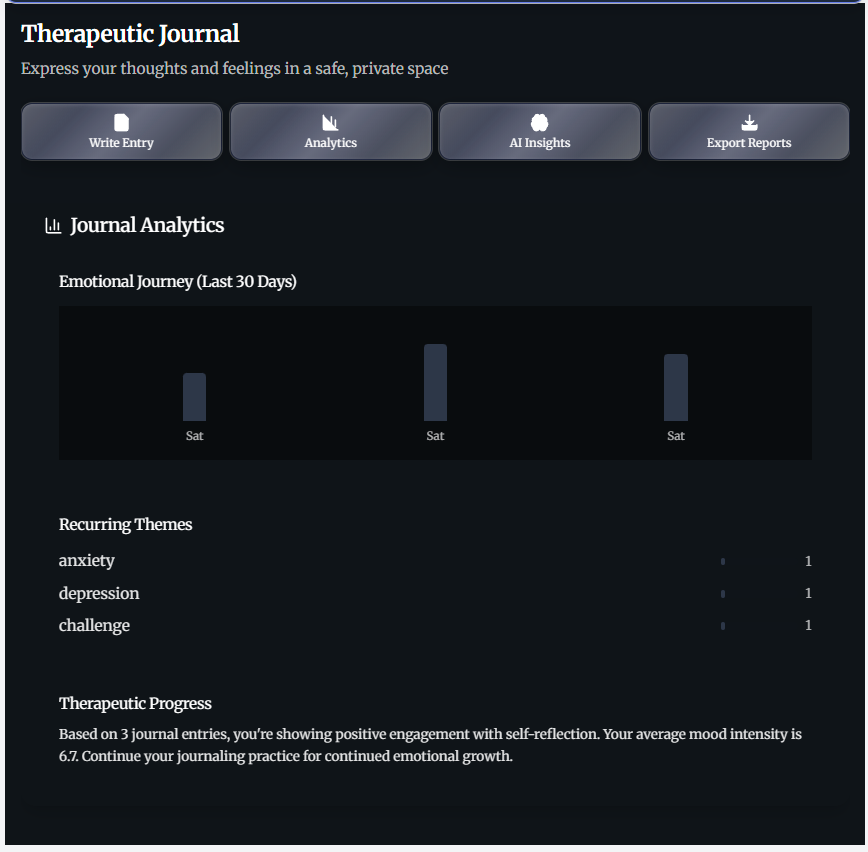 Therapeutic Journal
Express your thoughts and feelings in a safe, private space
Write Entry
Analytics
AI Insights
Export Reports
Journal Analytics
Emotional Journey (Last 30 Days)
Sat
Sat
Sat
Recurring Themes
anxiety 1
depression 1
challenge 1
Therapeutic Progress
Based on 3 journal entries, you're showing positive engagement with self-reflection. Your average mood intensity is
6.7. Continue your journaling practice for continued emotional growth.